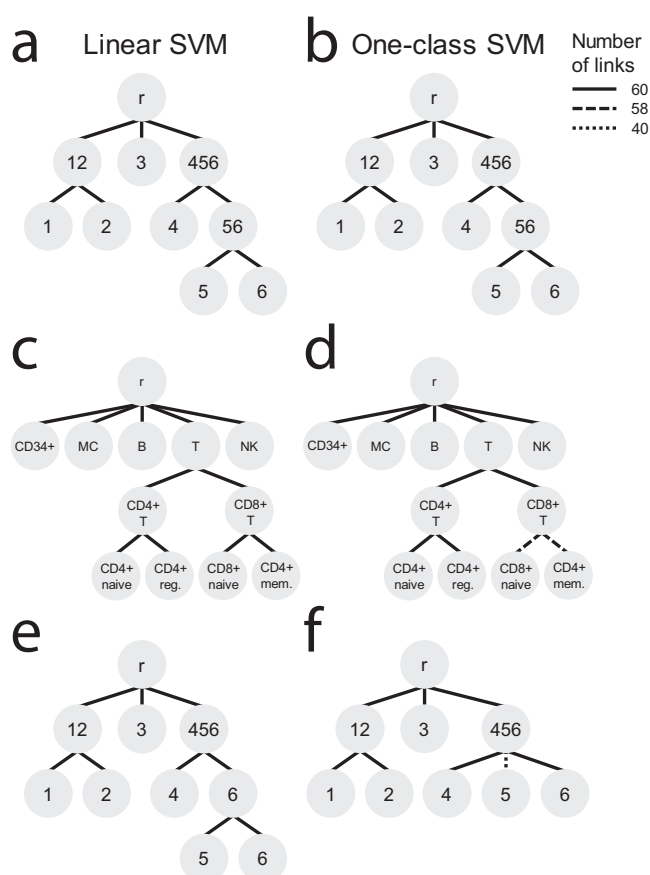 a Linear SVM
b One-class SVM
Number
of links
60
58
40
r
12 3 456
1 2 4 56
5 6
r
12 3 456
1 2 4 56
5 6
c
r
CD34+ MC B T NK
CD4+
T
CD8+
T
CD4+
naive
CD4+
reg.
CD8+
naive
CD4+
mem.
d
r
CD34+ MC B T NK
CD4+
T
CD8+
T
CD4+
naive
CD4+
reg.
CD8+
naive
CD4+
mem.
e
r
12 3 456
1 2 4 6
5 6
f
r
12 3 456
1 2 4 5 6